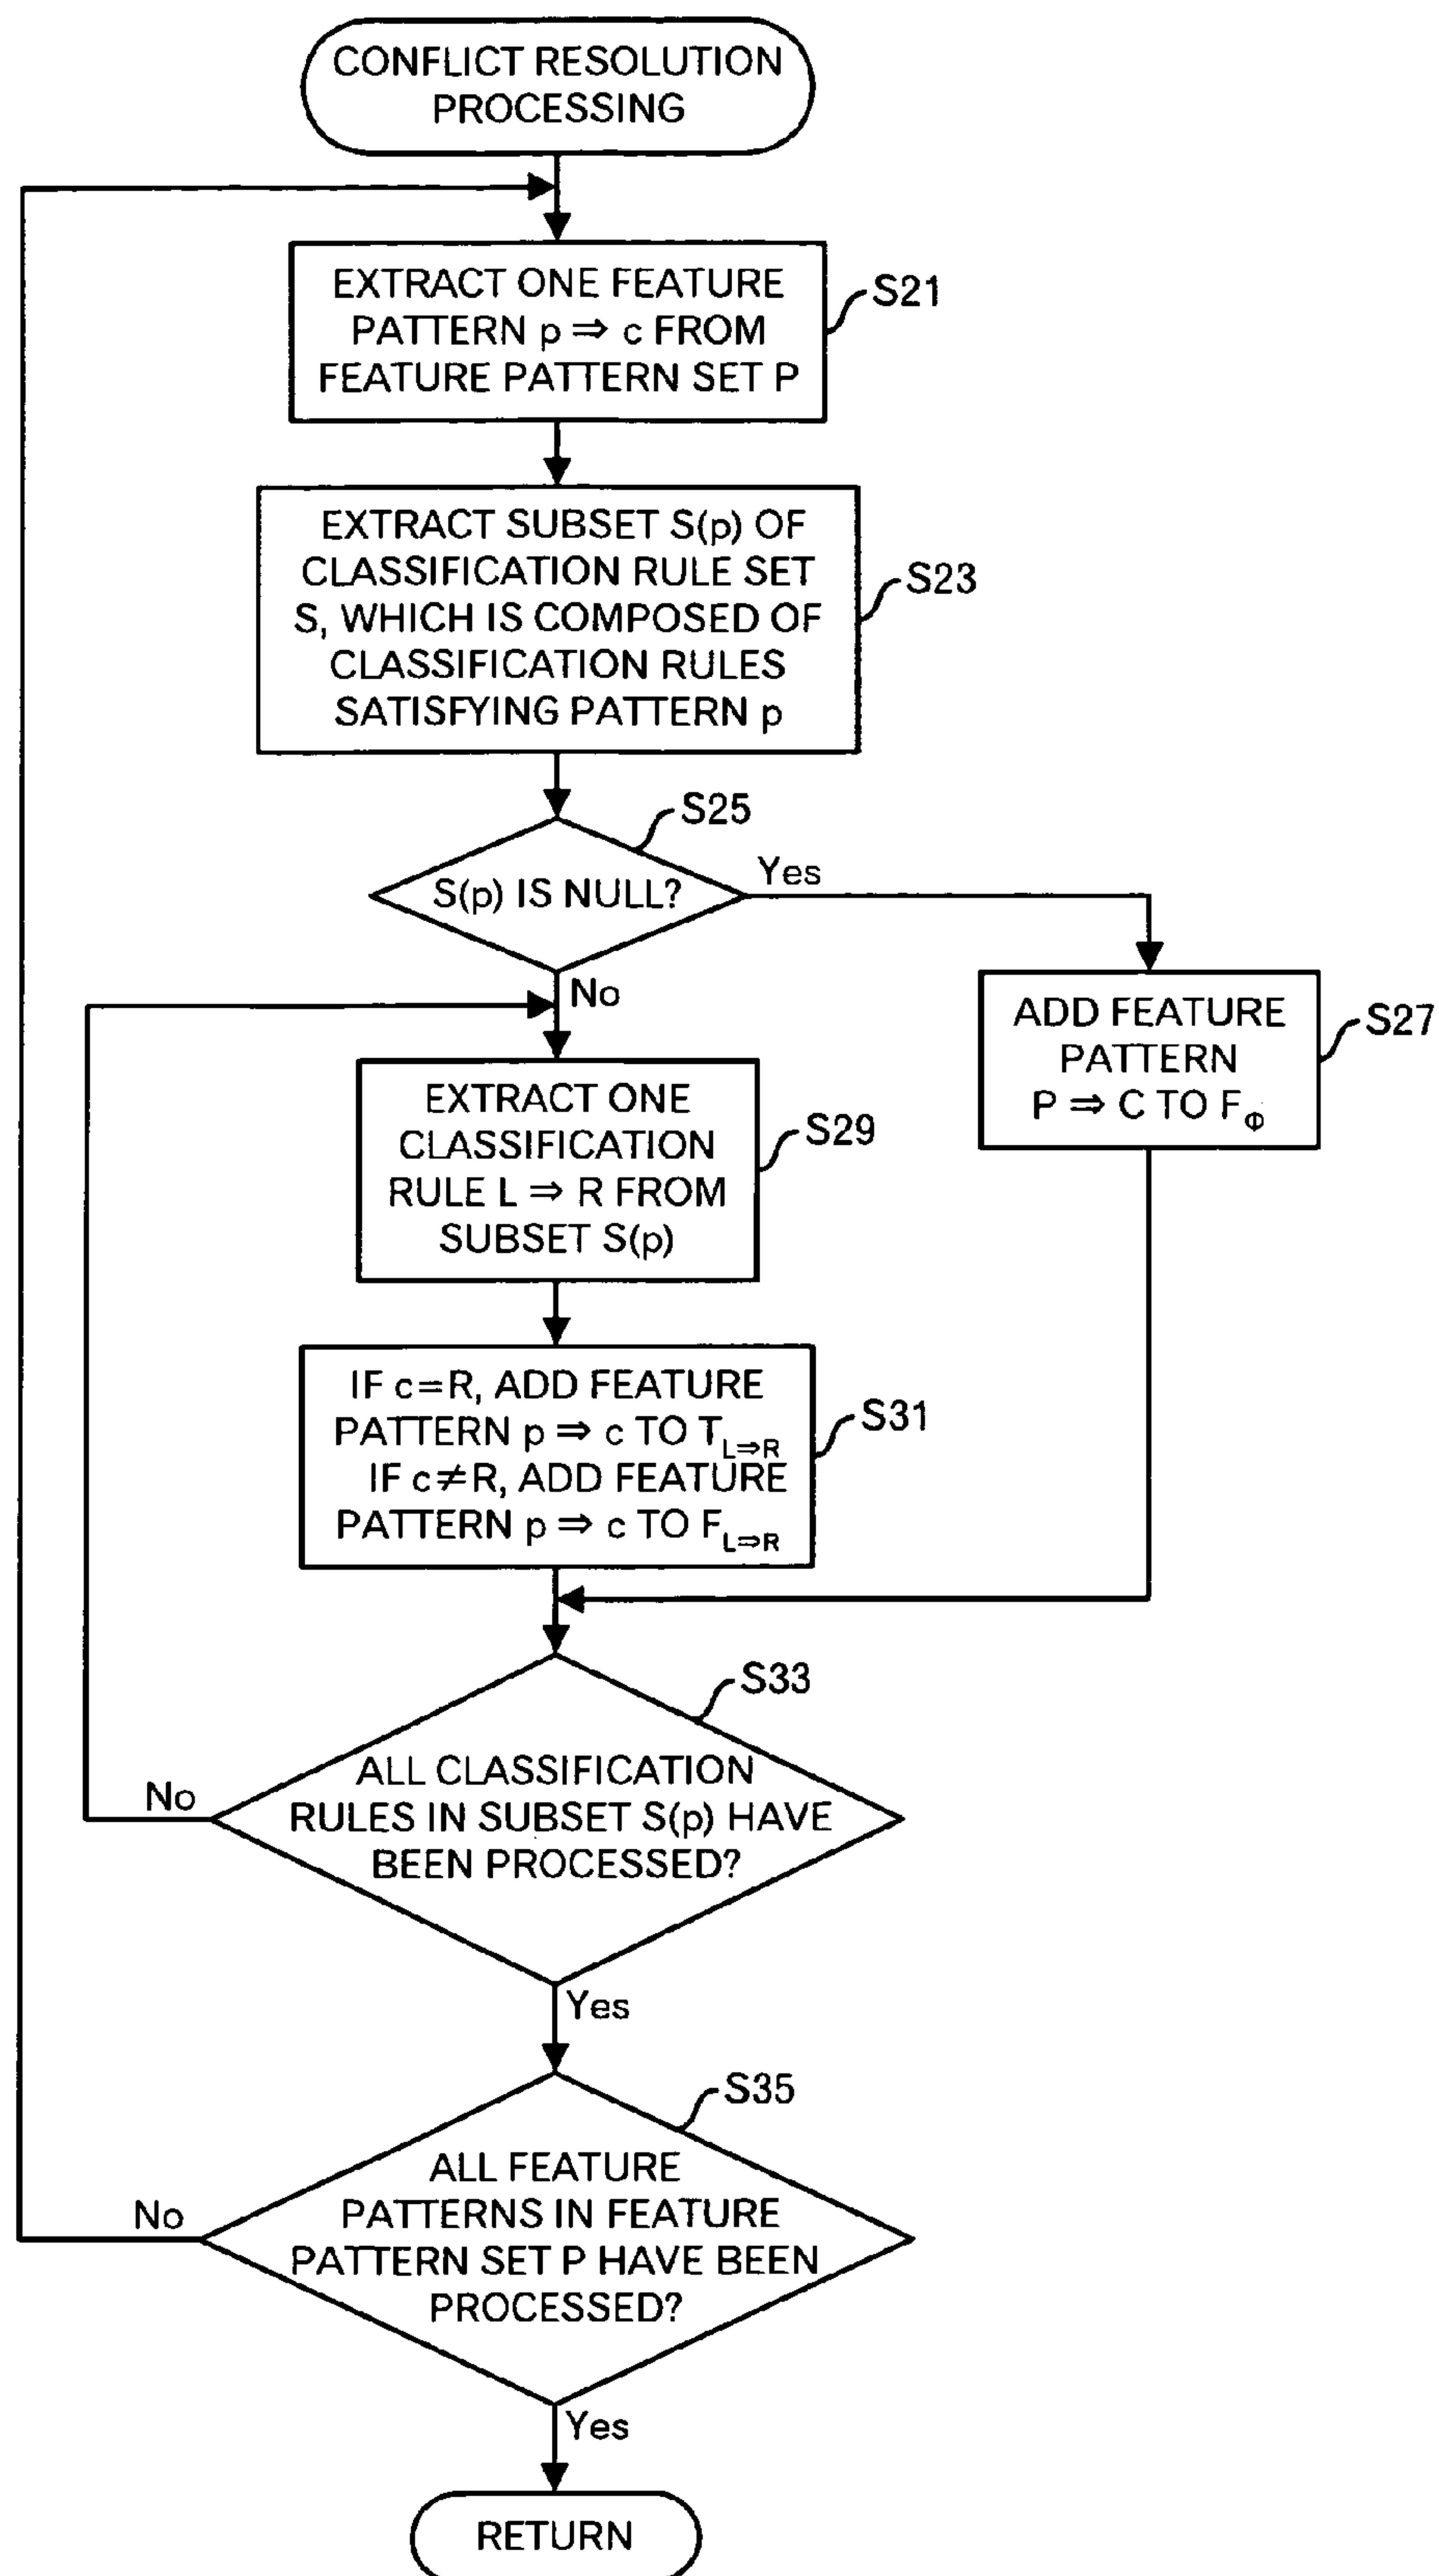 CONFLICT RESOLUTION
PROCESSING
EXTRACT ONE FEATURE
PATTERN p ⇒ c FROM
FEATURE PATTERN SET P
S21
EXTRACT SUBSET S(p) OF
CLASSIFICATION RULE SET
S, WHICH IS COMPOSED OF
CLASSIFICATION RULES
SATISFYING PATTERN p
S23
S25
S(p) IS NULL?
Yes
No
ADD FEATURE
PATTERN
P ⇒ C TO F_Φ
S27
EXTRACT ONE
CLASSIFICATION
RULE L ⇒ R FROM
SUBSET S(p)
S29
IF c=R, ADD FEATURE
PATTERN p ⇒ c TO T_L⇒R
IF c≠R, ADD FEATURE
PATTERN p ⇒ c TO F_L⇒R
S31
S33
ALL CLASSIFICATION
RULES IN SUBSET S(p) HAVE
BEEN PROCESSED?
No
Yes
S35
ALL FEATURE
PATTERNS IN FEATURE
PATTERN SET P HAVE BEEN
PROCESSED?
No
Yes
RETURN